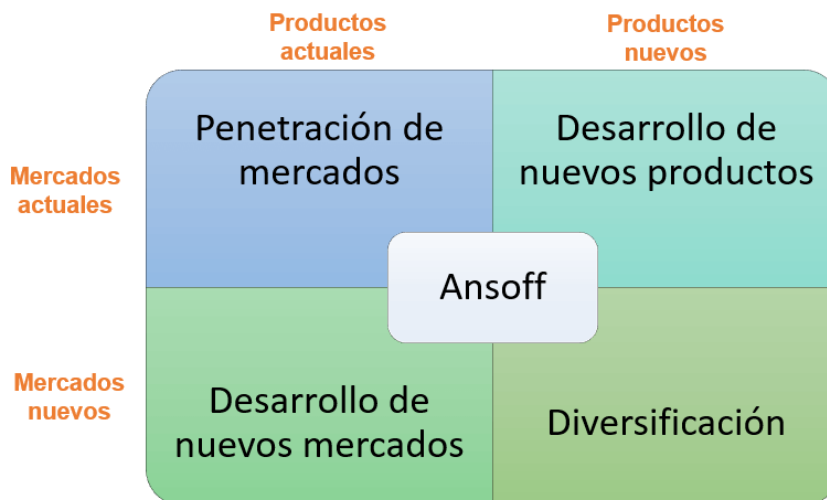 Productos
actuales
Productos
nuevos
Mercados
actuales
Penetración de
mercados
Desarrollo de
nuevos productos
Ansoff
Mercados
nuevos
Desarrollo de
nuevos mercados
Diversificación